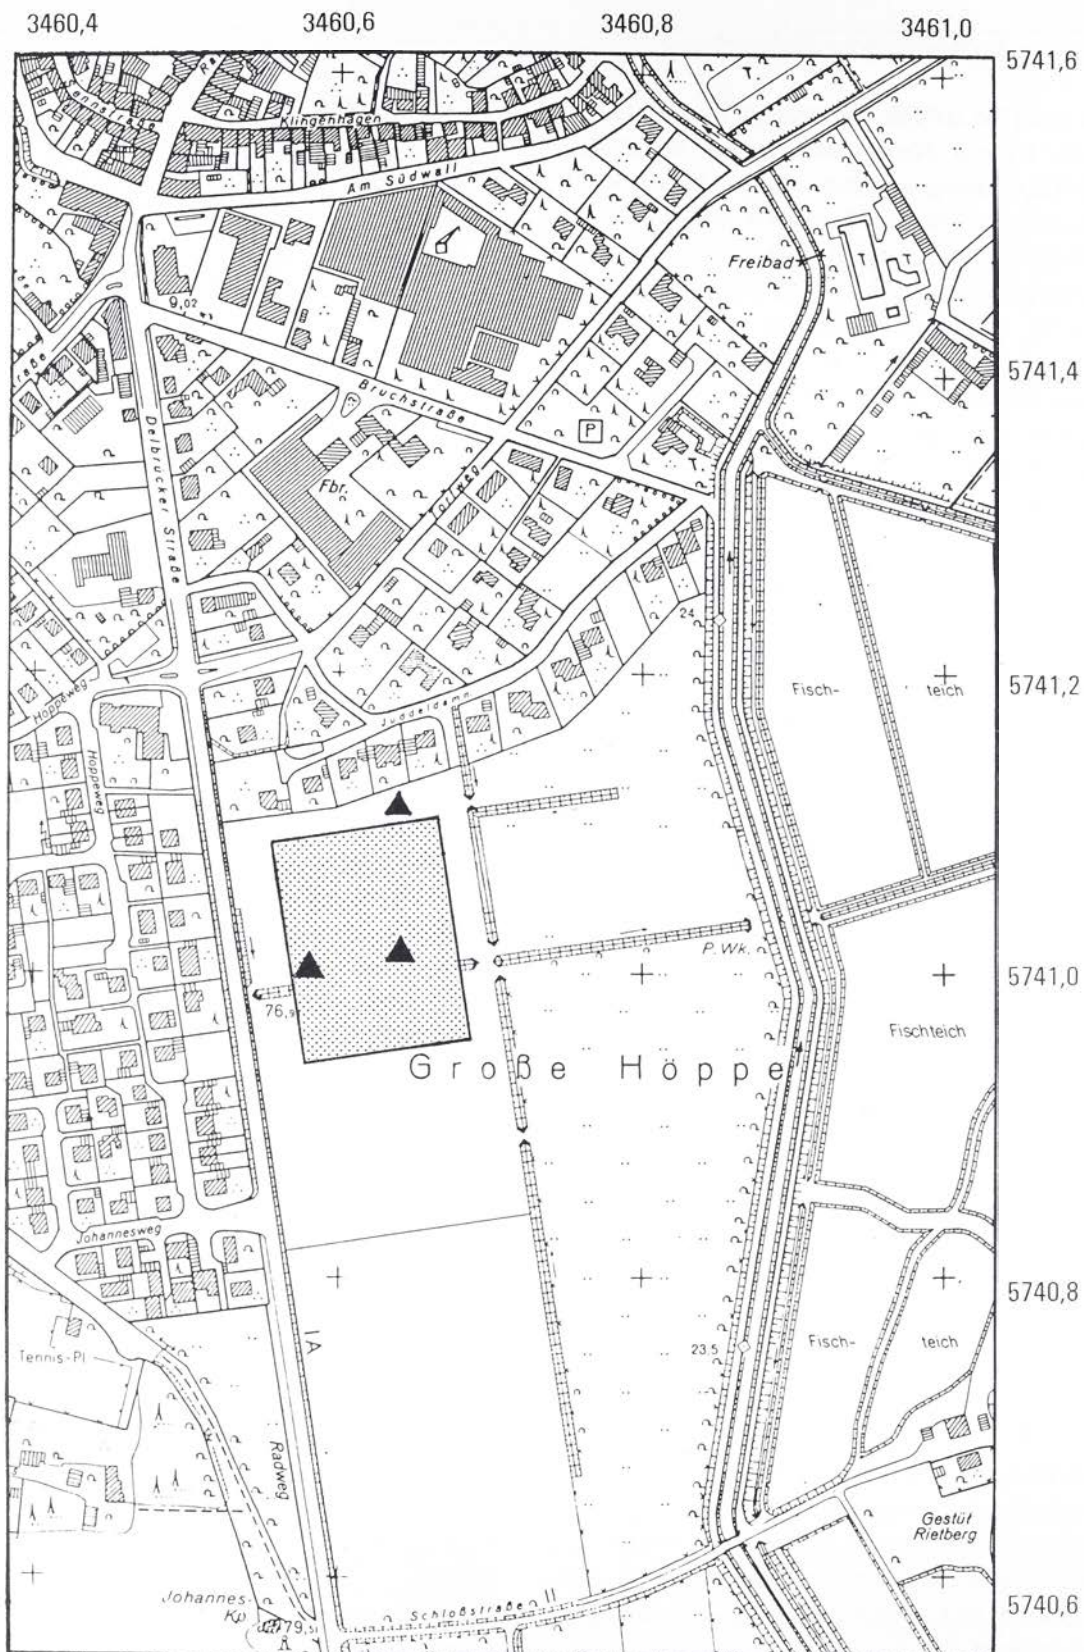 3460,4 3460,6 3460,8 3461,0
5741,6
Klingenhagen
Am Südwall
Freibad
9,02
5741,4
Bruchstraße
P
Delbrücker Straße
Fbr.
24
Hoppeweg
Fisch- teich
5741,2
Juddeldamm
Hoppeweg
P. Wk.
5741,0
76,9
Fischteich
Große Höppe
Johannesweg
5740,8
Tennis-Pl
23.5
Fisch- teich
Radweg
Gestüt
Rietberg
Johannes-
Kp
79,5
Schloßstraße
5740,6